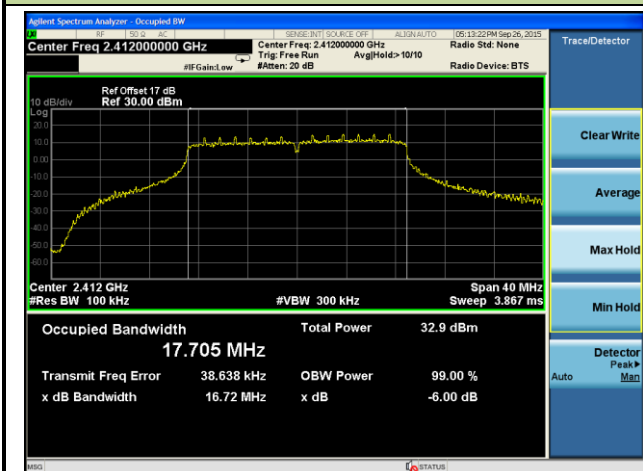 Agilent Spectrum Analyzer - Occupied BW
RF 50 Ω AC SENSE:INT SOURCE OFF ALIGN AUTO 05:13:22 PM Sep 26, 2015
Center Freq 2.412000000 GHz
Center Freq: 2.412000000 GHz
Radio Std: None
Trig: Free Run Avg|Hold:>10/10
#IFGain:Low #Atten: 20 dB Radio Device: BTS
Trace/Detector
Ref Offset 17 dB
10 dB/div Ref 30.00 dBm
Log
20.0
10.0
0.00
-10.0
-20.0
-30.0
-40.0
-50.0
-60.0
Center 2.412 GHz Span 40 MHz
#Res BW 100 kHz #VBW 300 kHz Sweep 3.867 ms
Occupied Bandwidth Total Power 32.9 dBm
17.705 MHz
Transmit Freq Error 38.638 kHz OBW Power 99.00 %
x dB Bandwidth 16.72 MHz x dB -6.00 dB
Clear Write
Average
Max Hold
Min Hold
Detector
Peak▶
Auto Man
MSG STATUS